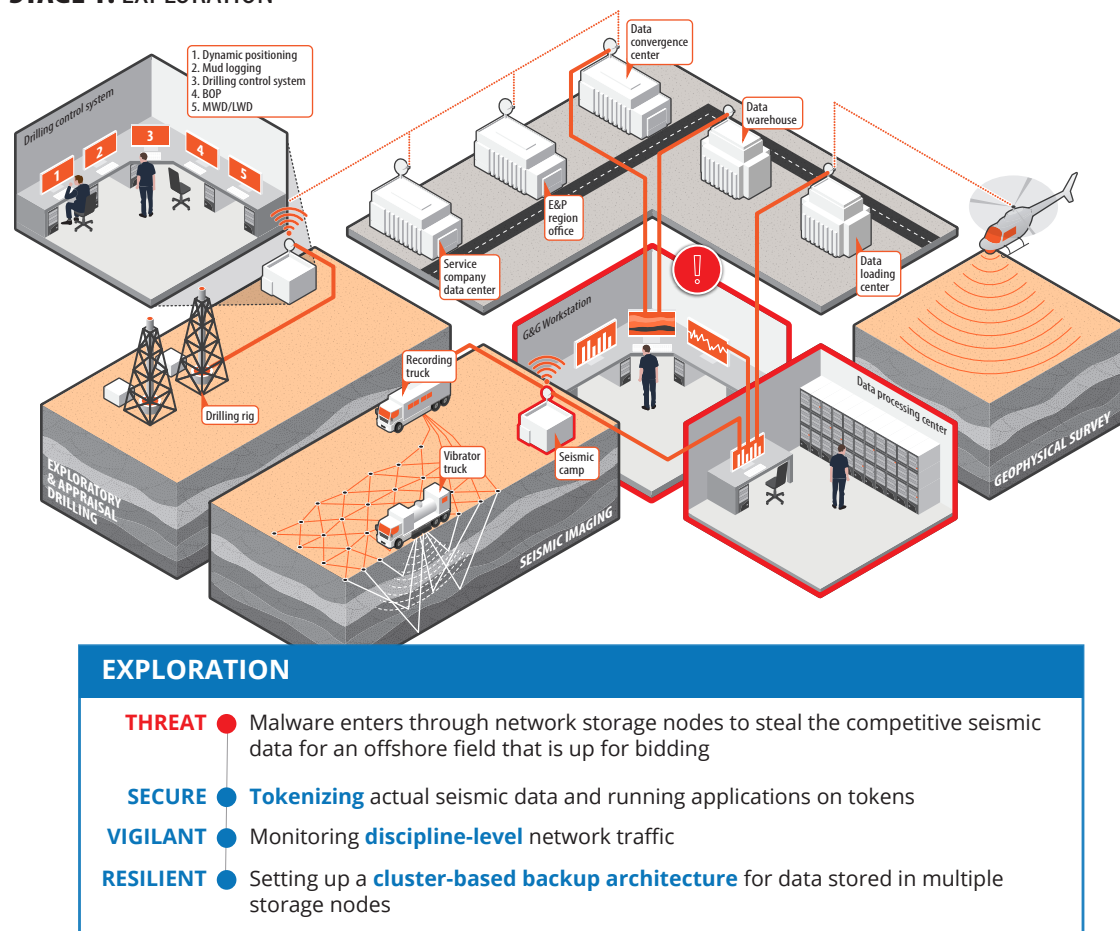 STAGE 1: EXPLORATION
Data
convergence
center
1. Dynamic positioning
2. Mud logging
3. Drilling control system
4. BOP
5. MWD/LWD
Drilling control system
1
2
3
4
5
Data
warehouse
E&P
region
office
Service
company
data center
Data
loading
center
G&G Workstation
!
Recording
truck
Drilling rig
Vibrator
truck
Seismic
camp
Data processing center
EXPLORATORY
& APPRAISAL
DRILLING
SEISMIC IMAGING
GEOPHYSICAL SURVEY
EXPLORATION
THREAT Malware enters through network storage nodes to steal the competitive seismic
data for an offshore field that is up for bidding
SECURE Tokenizing actual seismic data and running applications on tokens
VIGILANT Monitoring discipline-level network traffic
RESILIENT Setting up a cluster-based backup architecture for data stored in multiple
storage nodes